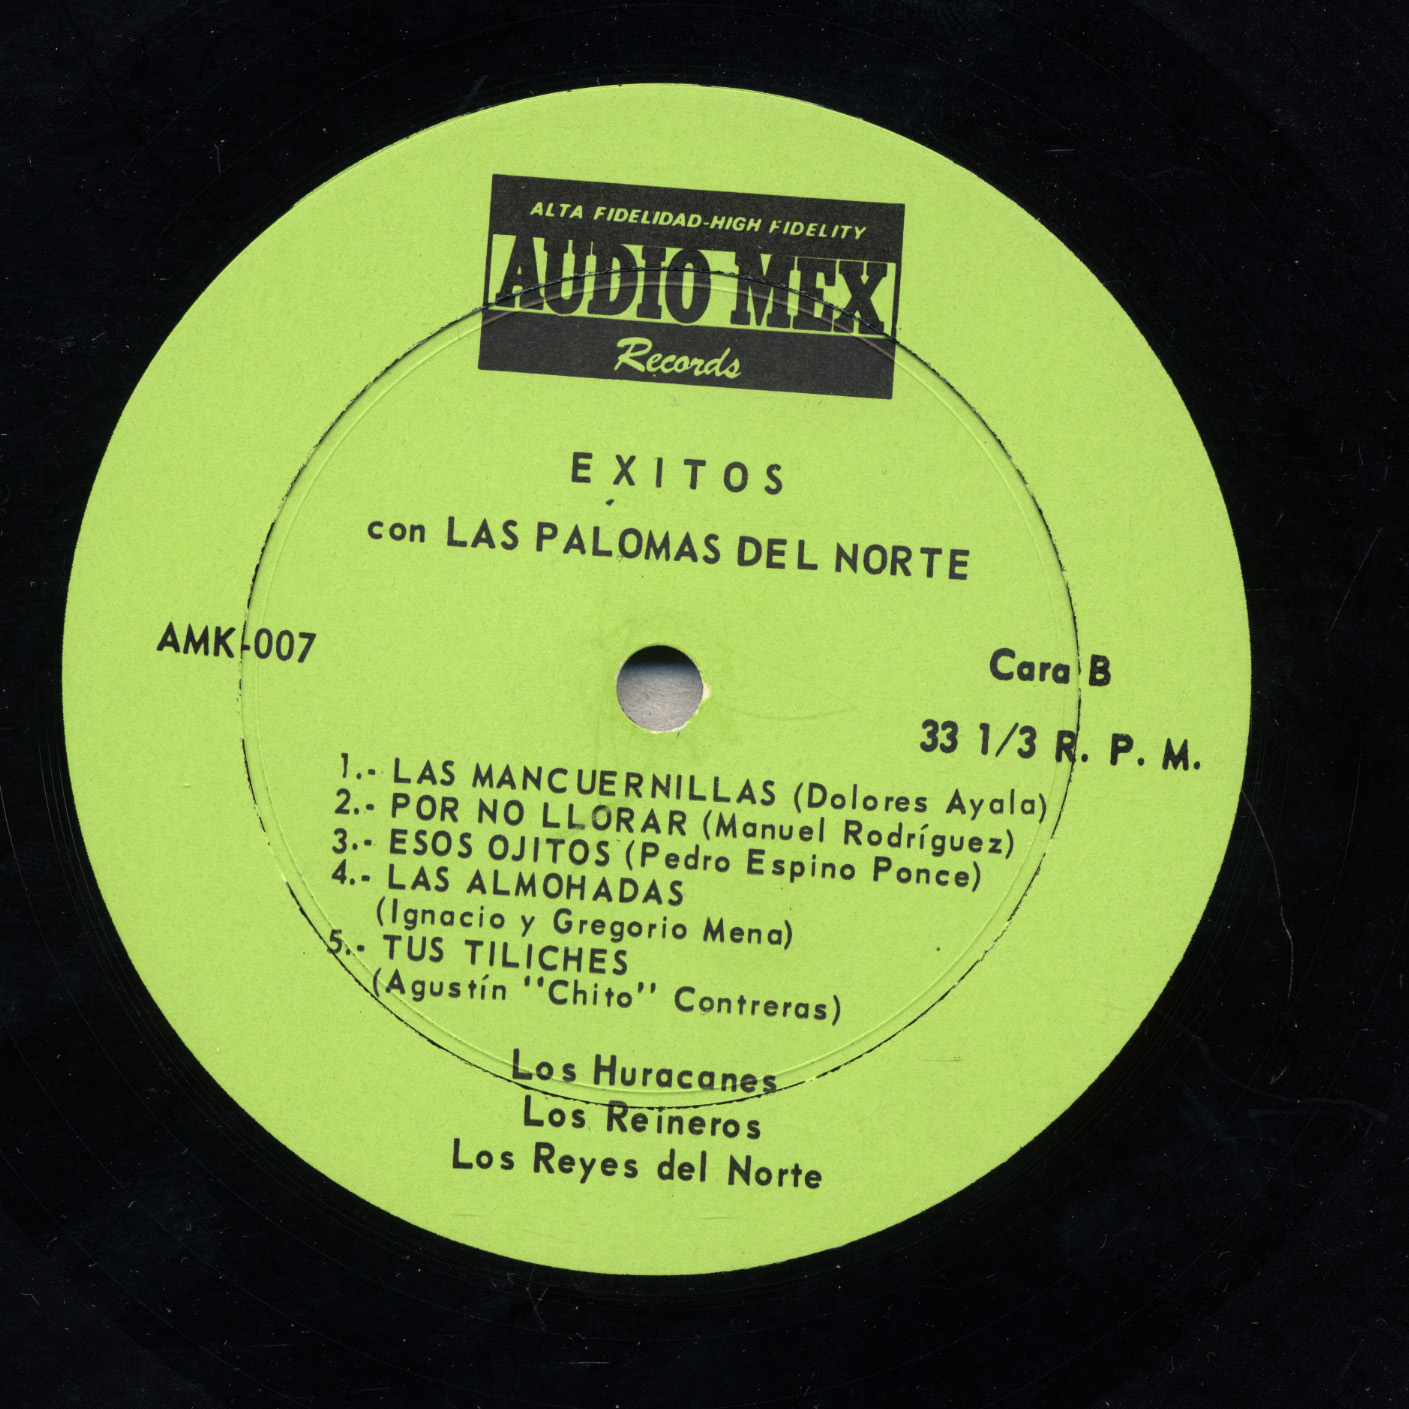 ALTA FIDELIDAD-HIGH FIDELITY
AUDIO MEX
Records
EXITOS
con LAS PALOMAS DEL NORTE
AMK-007
Cara B
33 1/3 R. P. M.
1.- LAS MANCUERNILLAS (Dolores Ayala)
2.- POR NO LLORAR (Manuel Rodríguez)
3.- ESOS OJITOS (Pedro Espino Ponce)
4.- LAS ALMOHADAS
(Ignacio y Gregorio Mena)
5.- TUS TILICHES
(Agustín "Chito" Contreras)
Los Huracanes
Los Reineros
Los Reyes del Norte